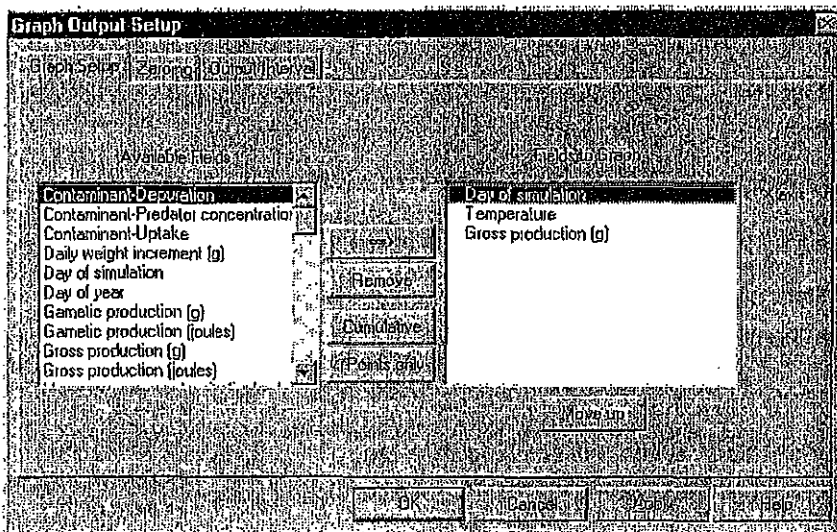 Graph Output Setup
Graph Setup Zeroing Output Interval
Available Fields
Fields to Graph
Contaminant-Depuration
Contaminant-Predator concentration
Contaminant-Uptake
Daily weight increment (g)
Day of simulation
Day of year
Gametic production (g)
Gametic production (joules)
Gross production (g)
Gross production (joules)
==>
Remove
Cumulative
Points only
Day of simulation
Temperature
Gross production (g)
Move up
OK Cancel Apply Help